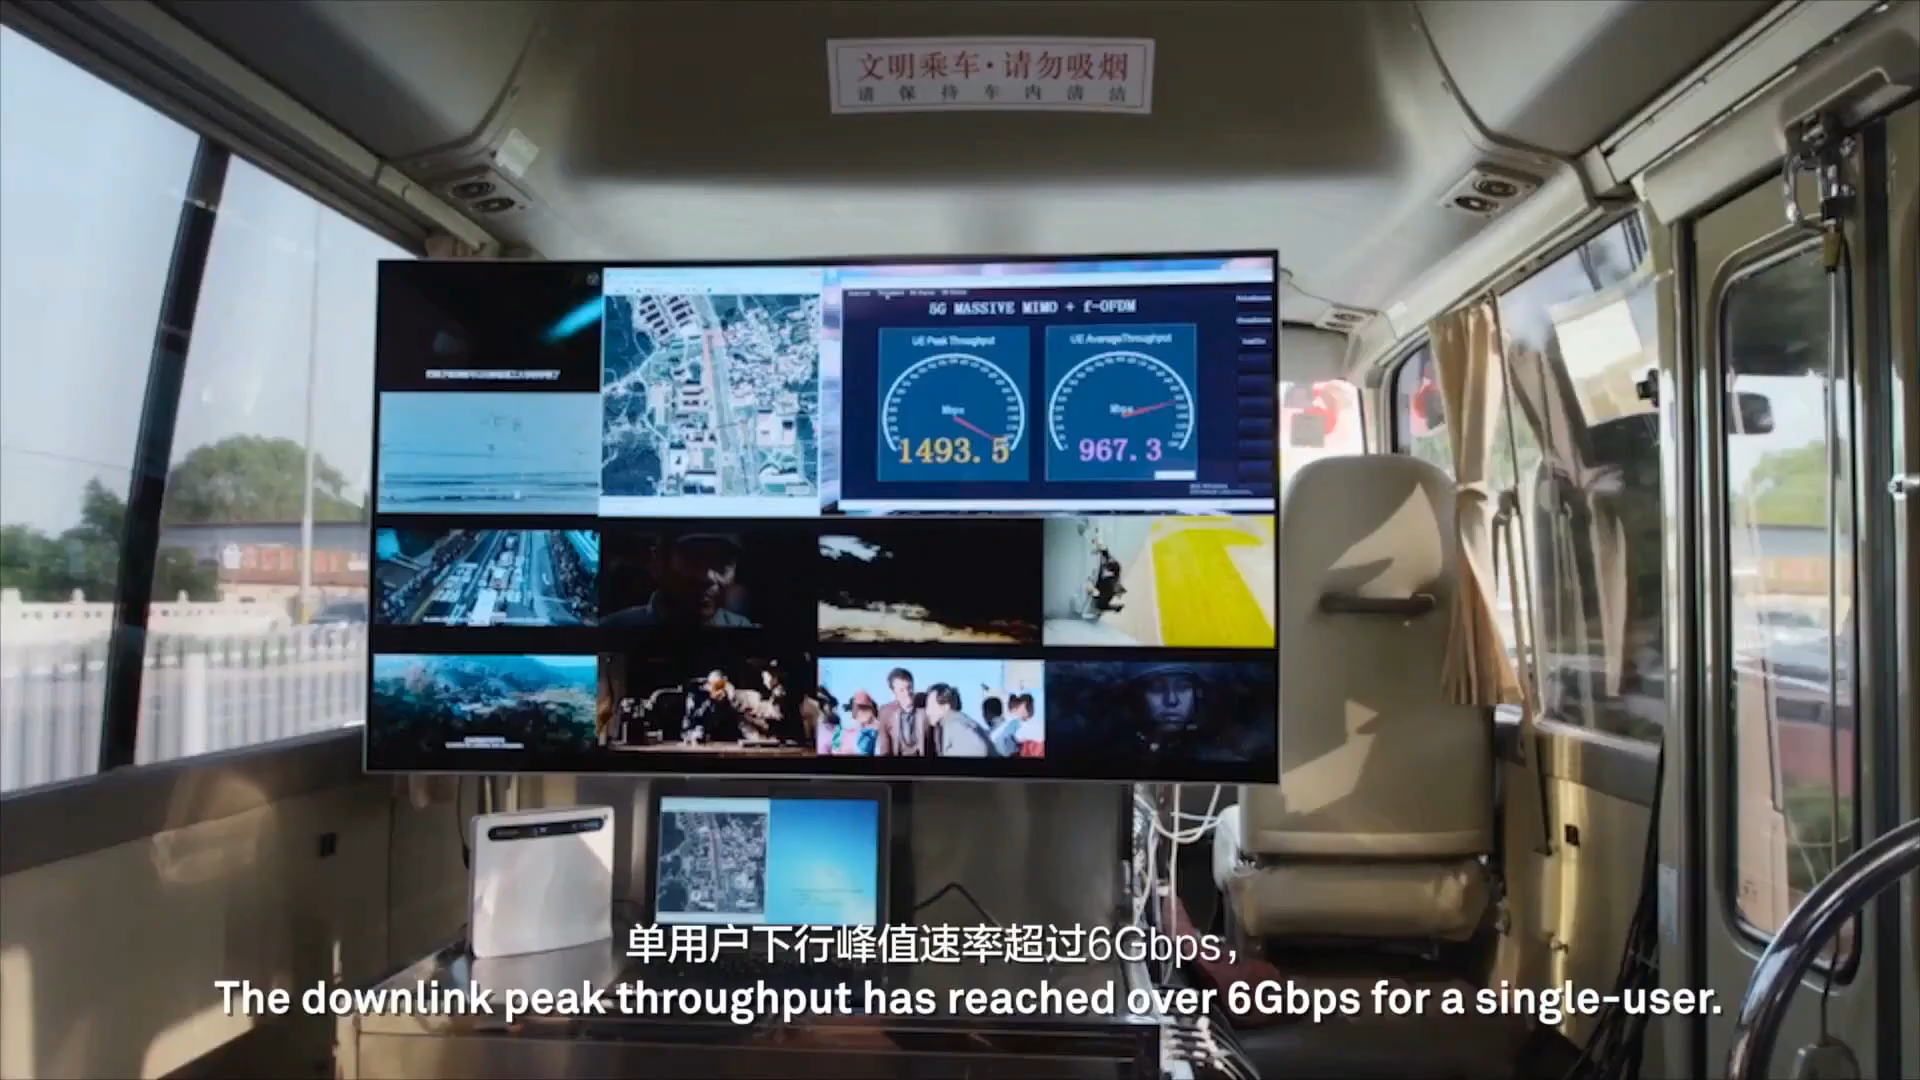 文明乘车·请勿吸烟
请保持车内清洁
5G MASSIVE MIMO + f-OFDM
UE Peak Throughput
UE Average Throughput
Mbps
Mbps
1493.5
967.3
单用户下行峰值速率超过6Gbps,
The downlink peak throughput has reached over 6Gbps for a single-user.